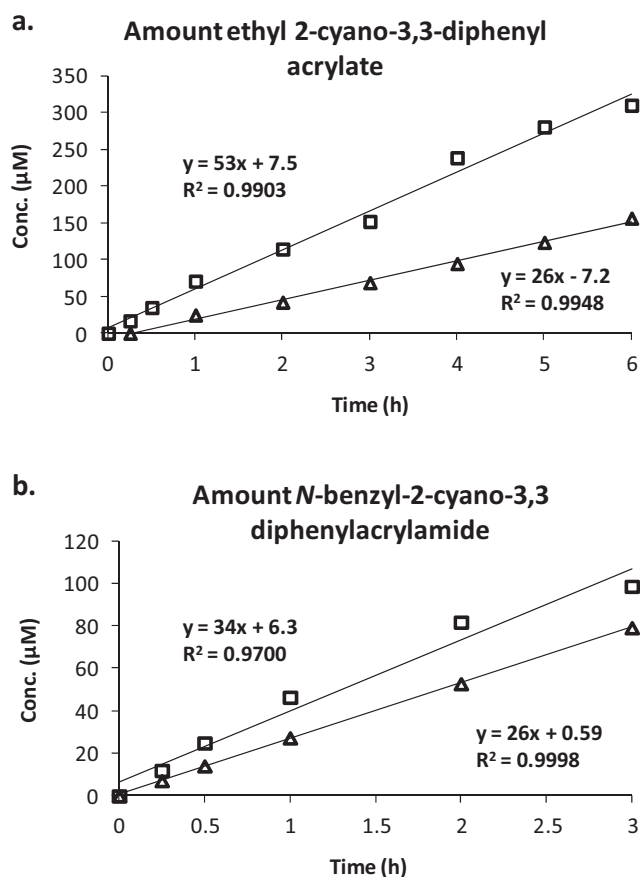 a.
Amount ethyl 2-cyano-3,3-diphenyl
acrylate
350
300
250
200
150
100
50
0
Conc. (µM)
y = 53x + 7.5
R² = 0.9903
y = 26x - 7.2
R² = 0.9948
0 1 2 3 4 5 6
Time (h)
b.
Amount N-benzyl-2-cyano-3,3
diphenylacrylamide
120
100
80
60
40
20
0
Conc. (µM)
y = 34x + 6.3
R² = 0.9700
y = 26x + 0.59
R² = 0.9998
0 0.5 1 1.5 2 2.5 3
Time (h)